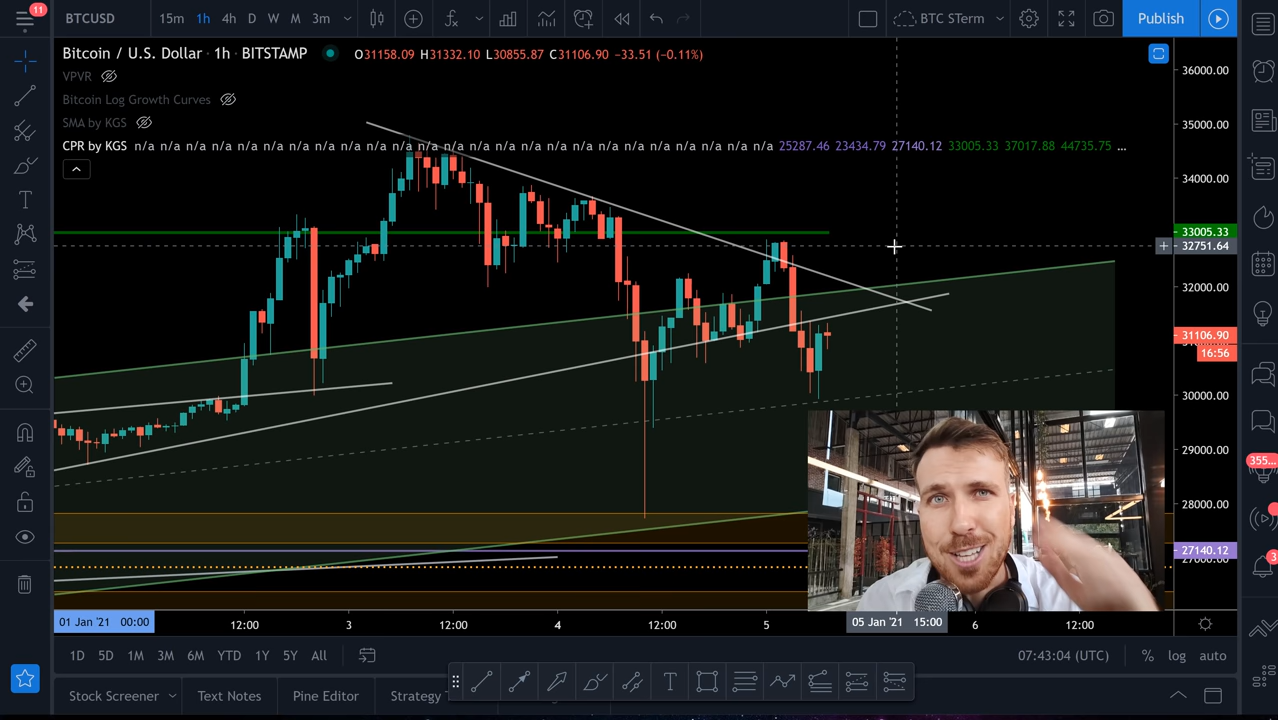 11
BTCUSD 15m 1h 4h D W M 3m BTC STerm Publish
Bitcoin / U.S. Dollar · 1h · BITSTAMP O31158.09 H31332.10 L30855.87 C31106.90 −33.51 (−0.11%)
VPVR
Bitcoin Log Growth Curves
SMA by KGS
CPR by KGS n/a n/a n/a n/a n/a n/a n/a n/a n/a n/a n/a n/a n/a n/a n/a n/a n/a n/a n/a n/a n/a n/a n/a n/a n/a 25287.46 23434.79 27140.12 33005.33 37017.88 44735.75 ...
36000.00
35000.00
34000.00
33005.33
32751.64
32000.00
31106.90
16:56
30000.00
29000.00
28000.00
27140.12
27000.00
355...
3
01 Jan '21 00:00 12:00 3 12:00 4 12:00 5 05 Jan '21 15:00 6 12:00
1D 5D 1M 3M 6M YTD 1Y 5Y All 07:43:04 (UTC) % log auto
Stock Screener Text Notes Pine Editor Strategy